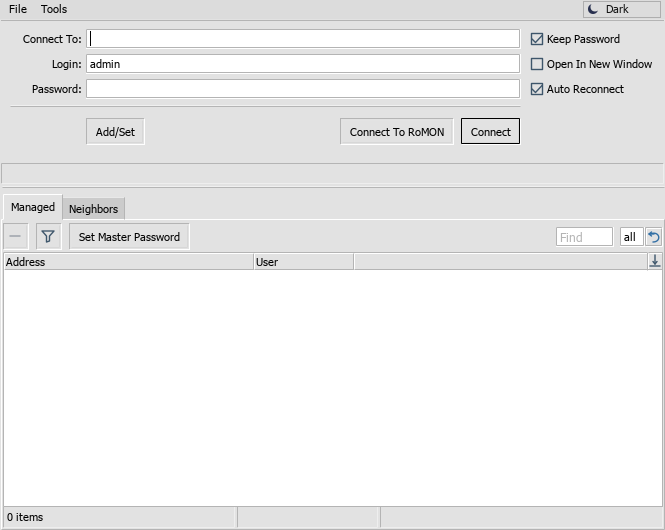 File Tools Dark
Connect To: Keep Password
Login: admin Open In New Window
Password: Auto Reconnect
Add/Set Connect To RoMON Connect
Managed Neighbors
Set Master Password Find all
Address User
0 items